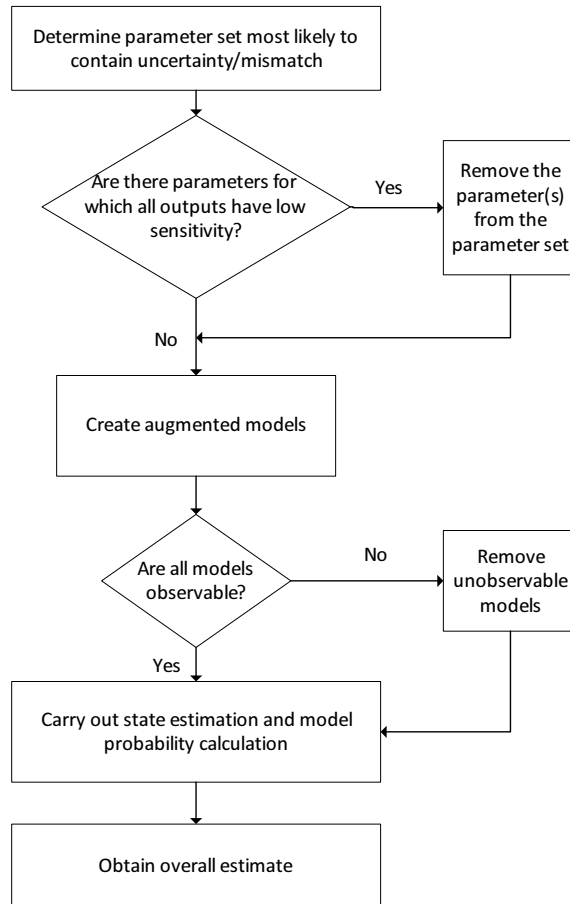 Determine parameter set most likely to
contain uncertainty/mismatch
Are there parameters for
which all outputs have low
sensitivity?
Yes
Remove the
parameter(s)
from the
parameter set
No
Create augmented models
Are all models
observable?
No
Remove
unobservable
models
Yes
Carry out state estimation and model
probability calculation
Obtain overall estimate